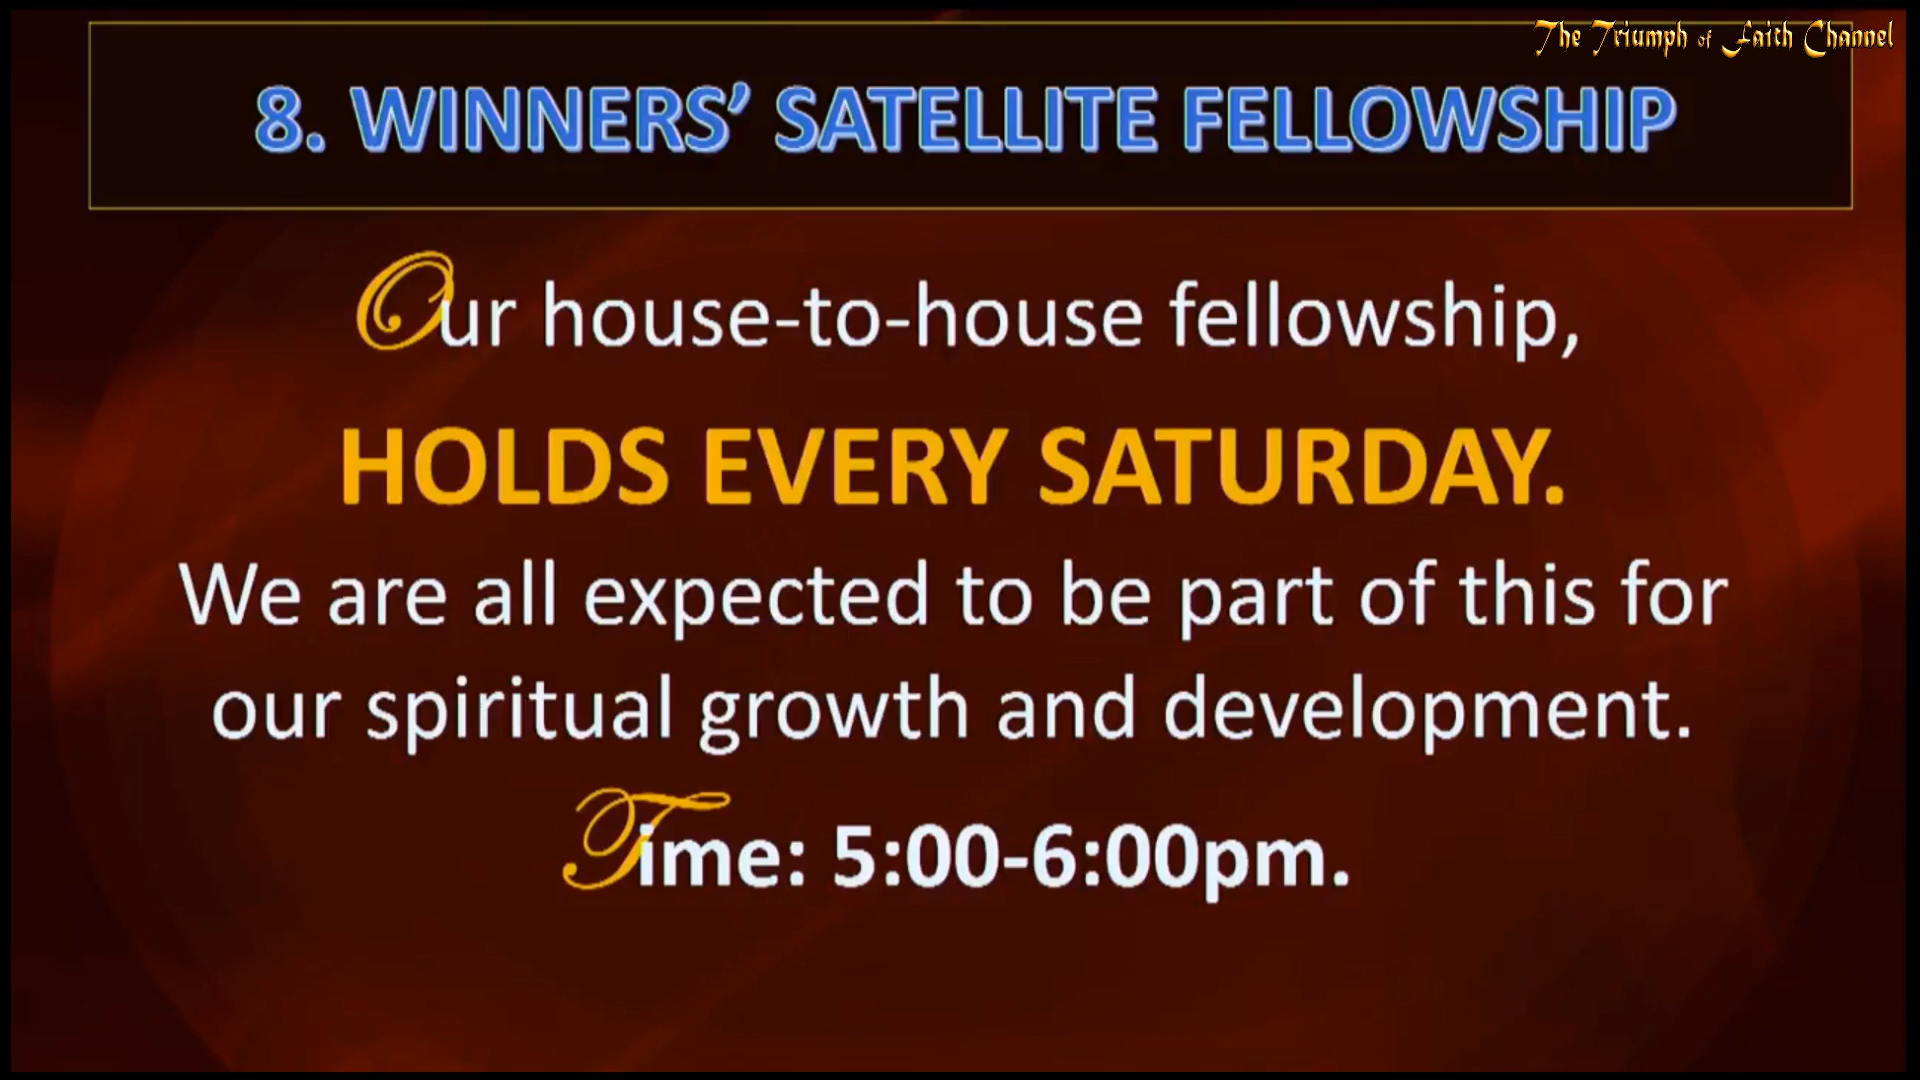 The Triumph of Faith Channel
8. WINNERS’ SATELLITE FELLOWSHIP
Our house-to-house fellowship,
HOLDS EVERY SATURDAY.
We are all expected to be part of this for
our spiritual growth and development.
Time: 5:00-6:00pm.